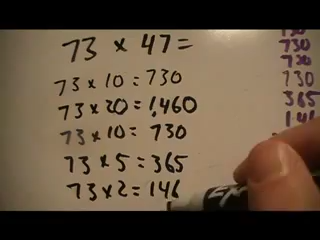 73 × 47 =
73 × 10 = 730
73 × 20 = 1,460
73 × 10 = 730
73 × 5 = 365
73 × 2 = 146
730
730
730
365
146